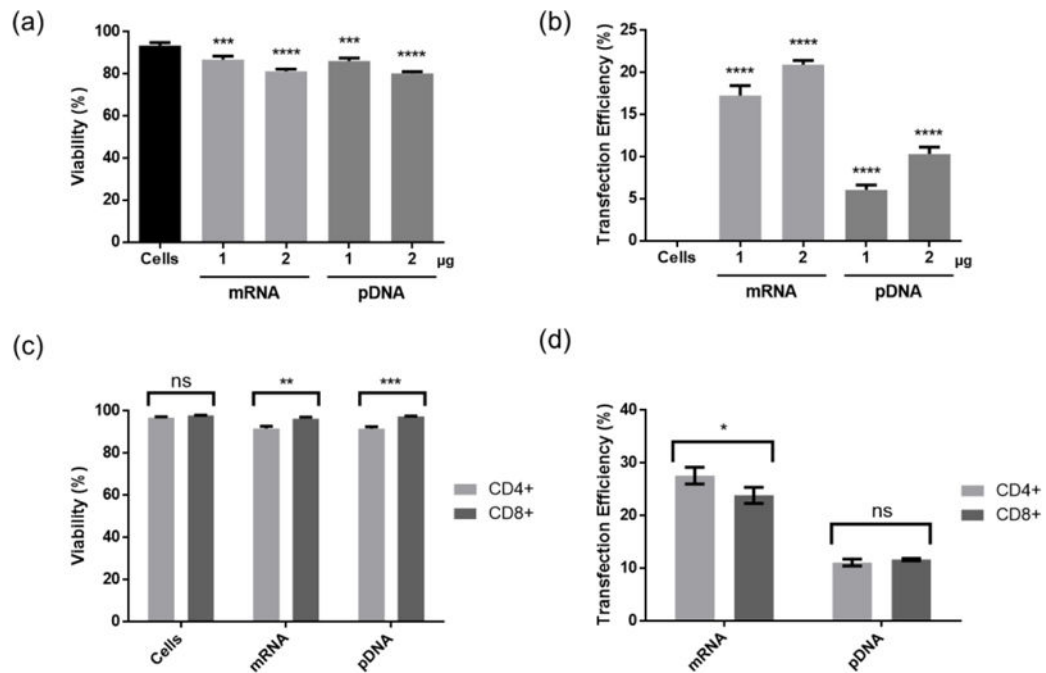 (a)
Viability (%)
100
80
60
40
20
0
***
****
***
****
Cells
1
2
1
2
µg
mRNA
pDNA
(b)
Transfection Efficiency (%)
25
20
15
10
5
0
****
****
****
****
Cells
1
2
1
2
µg
mRNA
pDNA
(c)
Viability (%)
100
80
60
40
20
0
ns
**
***
Cells
mRNA
pDNA
CD4+
CD8+
(d)
Transfection Efficiency (%)
40
30
20
10
0
*
ns
mRNA
pDNA
CD4+
CD8+